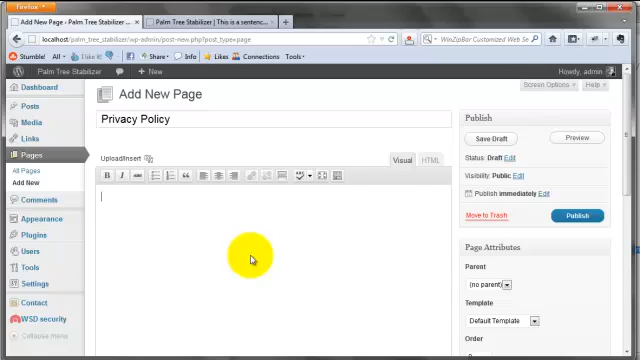 Firefox
Add New Page ‹ Palm Tree Stabilizer ...
Palm Tree Stabilizer | This is a sentenc...
localhost/palm_tree_stabilizer/wp-admin/post-new.php?post_type=page
WinZipBar Customized Web Se
Stumble!
All
I like it!
Share
Info
Likes
Connections
Tools
Palm Tree Stabilizer
+ New
Howdy, admin
Dashboard
Posts
Media
Links
Pages
All Pages
Add New
Comments
Appearance
Plugins
Users
Tools
Settings
Contact
WSD security
Collapse menu
Screen Options
Help
Add New Page
Privacy Policy
Upload/Insert
Visual
HTML
B I ABC
Publish
Save Draft
Preview
Status: Draft Edit
Visibility: Public Edit
Publish immediately Edit
Move to Trash
Publish
Page Attributes
Parent
(no parent)
Template
Default Template
Order